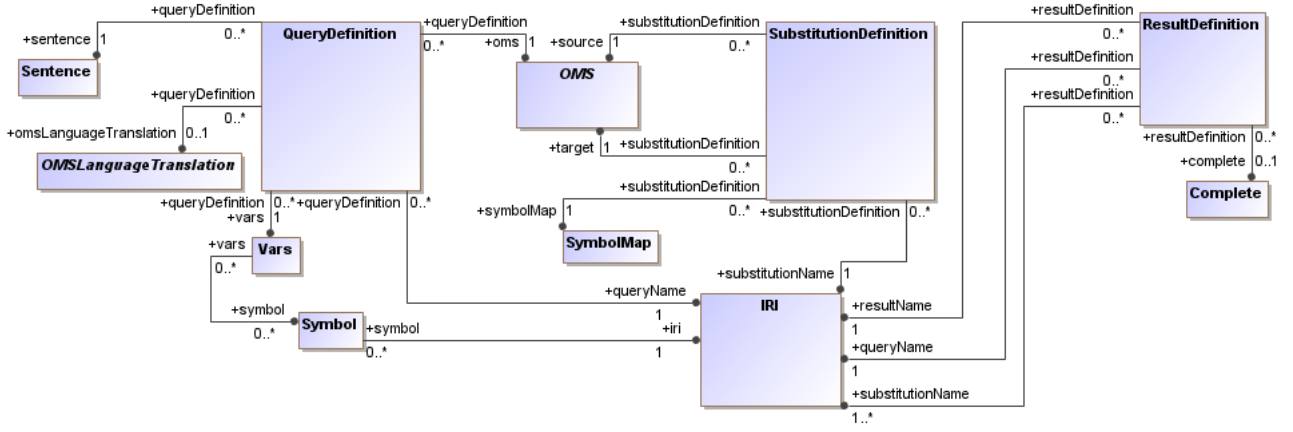 +queryDefinition
0..*
+sentence
1
Sentence
+queryDefinition
0..*
+omsLanguageTranslation
0..1
OMSLanguageTranslation
QueryDefinition
+queryDefinition
0..*
+oms
1
+queryDefinition
0..*
+vars
1
Vars
+queryDefinition
0..*
+vars
0..*
+symbol
0..*
Symbol
+symbol
0..*
+iri
1
+queryName
1
OMS
+source
1
+substitutionDefinition
0..*
+target
1
+substitutionDefinition
0..*
SubstitutionDefinition
+substitutionDefinition
0..*
+symbolMap
1
SymbolMap
+substitutionDefinition
0..*
+substitutionName
1
IRI
+resultName
1
+queryName
1
+substitutionName
1..*
+resultDefinition
0..*
+resultDefinition
0..*
+resultDefinition
0..*
ResultDefinition
+resultDefinition
0..*
+complete
0..1
Complete